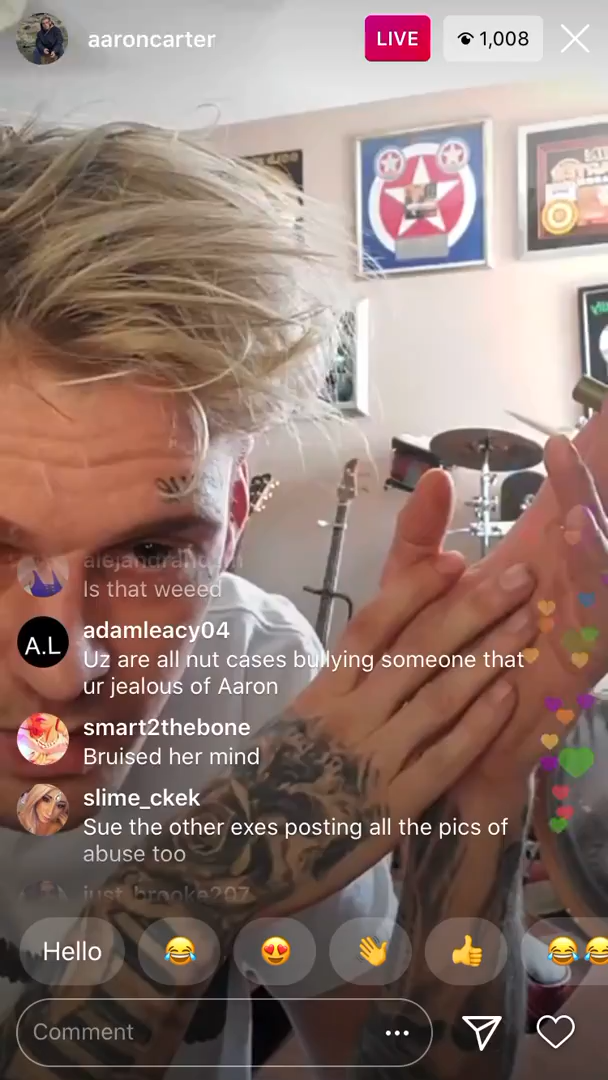 aaroncarter
LIVE
1,008
Is that weeed
A.L
adamleacy04
Uz are all nut cases bullying someone that
ur jealous of Aaron
smart2thebone
Bruised her mind
slime_ckek
Sue the other exes posting all the pics of
abuse too
just_brooke207
Hello
Comment